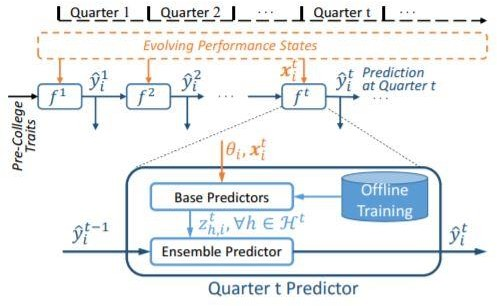 Quarter 1 Quarter 2 ... Quarter t
Evolving Performance States
x_i^t
ŷ_i^1 ŷ_i^2 ŷ_i^t Prediction
at Quarter t
f^1 f^2 ... f^t ...
Pre-College
Traits
θ_i, x_i^t
Base Predictors
Offline
Training
z_{h,i}^t, ∀h ∈ ℋ^t
ŷ_i^{t-1} Ensemble Predictor ŷ_i^t
Quarter t Predictor